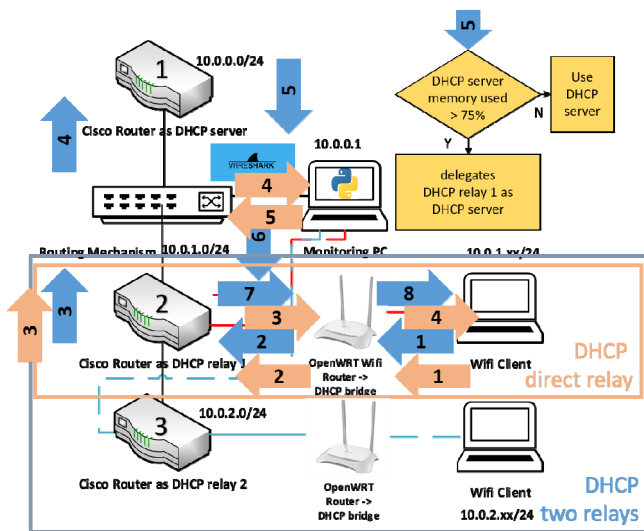 1
10.0.0.0/24
5
DHCP server
memory used
> 75%
N
Use
DHCP
server
Y
delegates
DHCP relay 1 as
DHCP server
Cisco Router as DHCP server
4
5
WIRESHARK
10.0.0.1
4
5
6
Routing Mechanism
10.0.1.0/24
Monitoring PC
10.0.1.xx/24
3
3
2
7
3
2
8
4
1
Cisco Router as DHCP relay 1
2
1
OpenWRT Wifi
Router ->
DHCP bridge
Wifi Client
DHCP
direct relay
3
10.0.2.0/24
Cisco Router as DHCP relay 2
OpenWRT
Router ->
DHCP bridge
Wifi Client
10.0.2.xx/24
DHCP
two relays